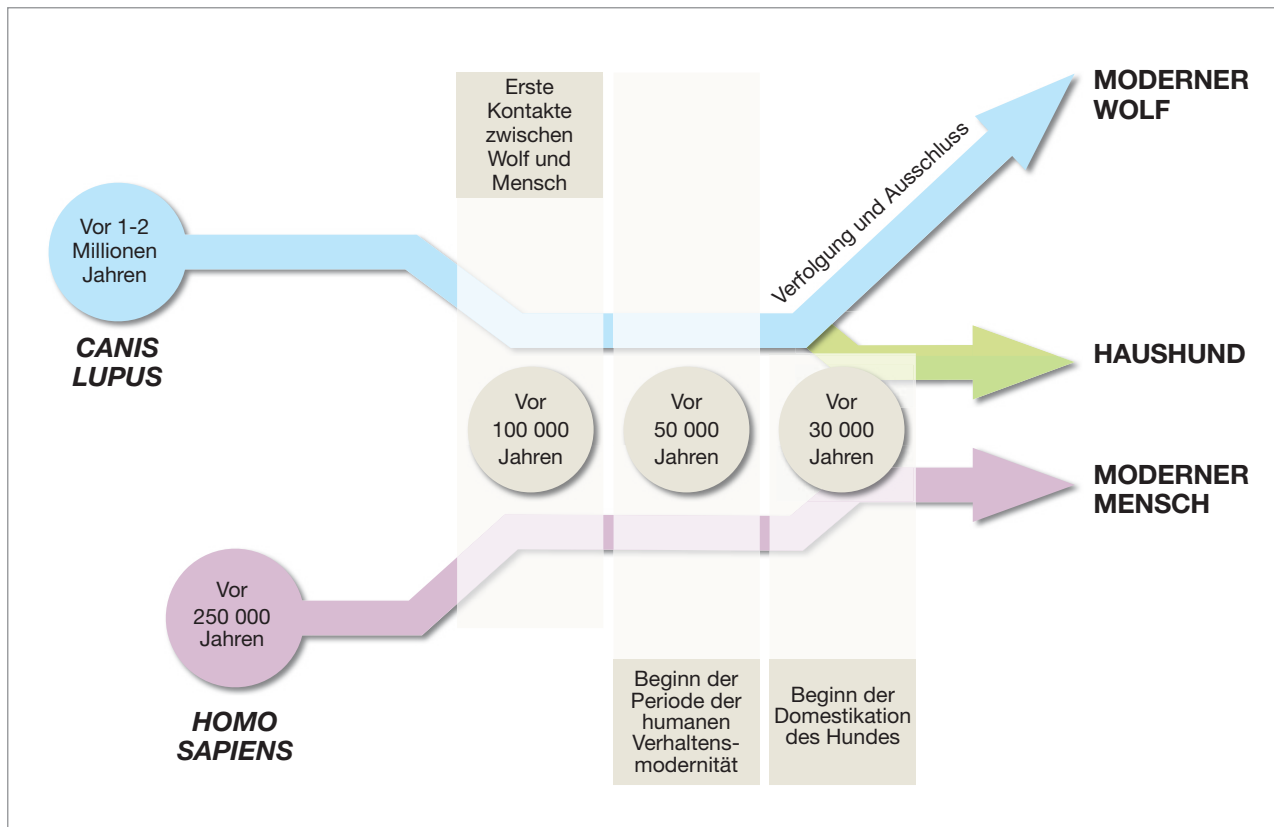 Erste
Kontakte
zwischen
Wolf und
Mensch
MODERNER
WOLF
Verfolgung und Ausschluss
Vor 1-2
Millionen
Jahren
CANIS
LUPUS
HAUSHUND
Vor
100 000
Jahren
Vor
50 000
Jahren
Vor
30 000
Jahren
MODERNER
MENSCH
Vor
250 000
Jahren
HOMO
SAPIENS
Beginn der
Periode der
humanen
Verhaltens-
modernität
Beginn der
Domestikation
des Hundes